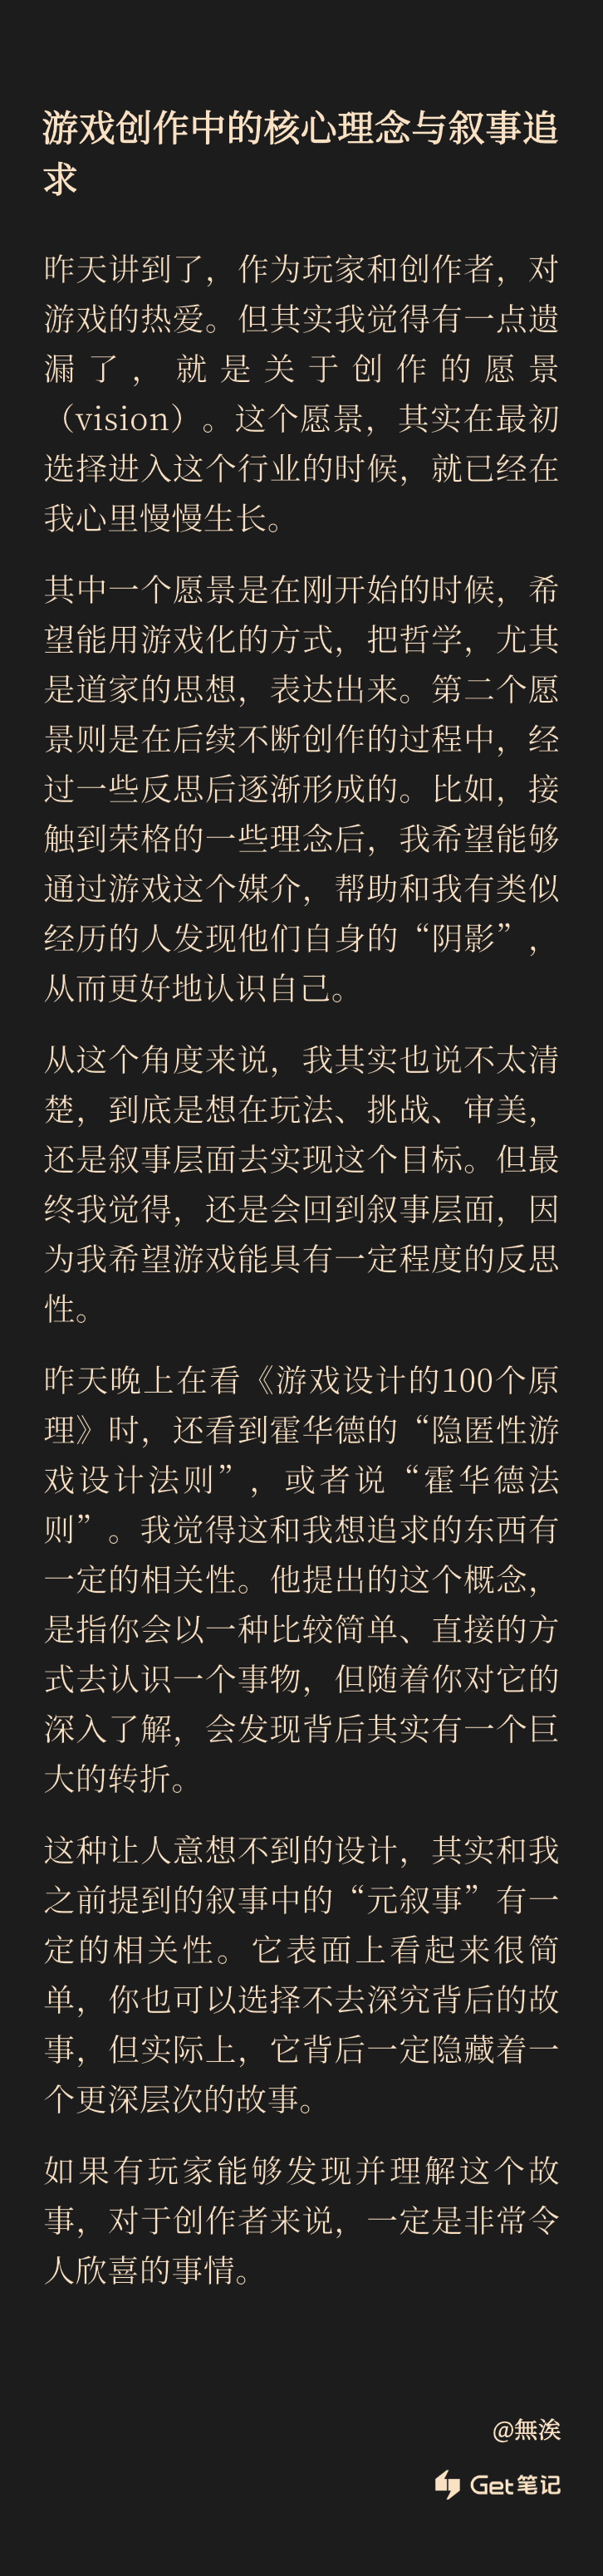 游戏创作中的核心理念与叙事追
求
昨天讲到了，作为玩家和创作者，对
游戏的热爱。但其实我觉得有一点遗
漏了，就是关于创作的愿景
（vision）。这个愿景，其实在最初
选择进入这个行业的时候，就已经在
我心里慢慢生长。
其中一个愿景是在刚开始的时候，希
望能用游戏化的方式，把哲学，尤其
是道家的思想，表达出来。第二个愿
景则是在后续不断创作的过程中，经
过一些反思后逐渐形成的。比如，接
触到荣格的一些理念后，我希望能够
通过游戏这个媒介，帮助和我有类似
经历的人发现他们自身的“阴影”，
从而更好地认识自己。
从这个角度来说，我其实也说不太清
楚，到底是想在玩法、挑战、审美，
还是叙事层面去实现这个目标。但最
终我觉得，还是会回到叙事层面，因
为我希望游戏能具有一定程度的反思
性。
昨天晚上在看《游戏设计的100个原
理》时，还看到霍华德的“隐匿性游
戏设计法则”，或者说“霍华德法
则”。我觉得这和我想追求的东西有
一定的相关性。他提出的这个概念，
是指你会以一种比较简单、直接的方
式去认识一个事物，但随着你对它的
深入了解，会发现背后其实有一个巨
大的转折。
这种让人意想不到的设计，其实和我
之前提到的叙事中的“元叙事”有一
定的相关性。它表面上看起来很简
单，你也可以选择不去深究背后的故
事，但实际上，它背后一定隐藏着一
个更深层次的故事。
如果有玩家能够发现并理解这个故
事，对于创作者来说，一定是非常令
人欣喜的事情。
@無涘
Get笔记